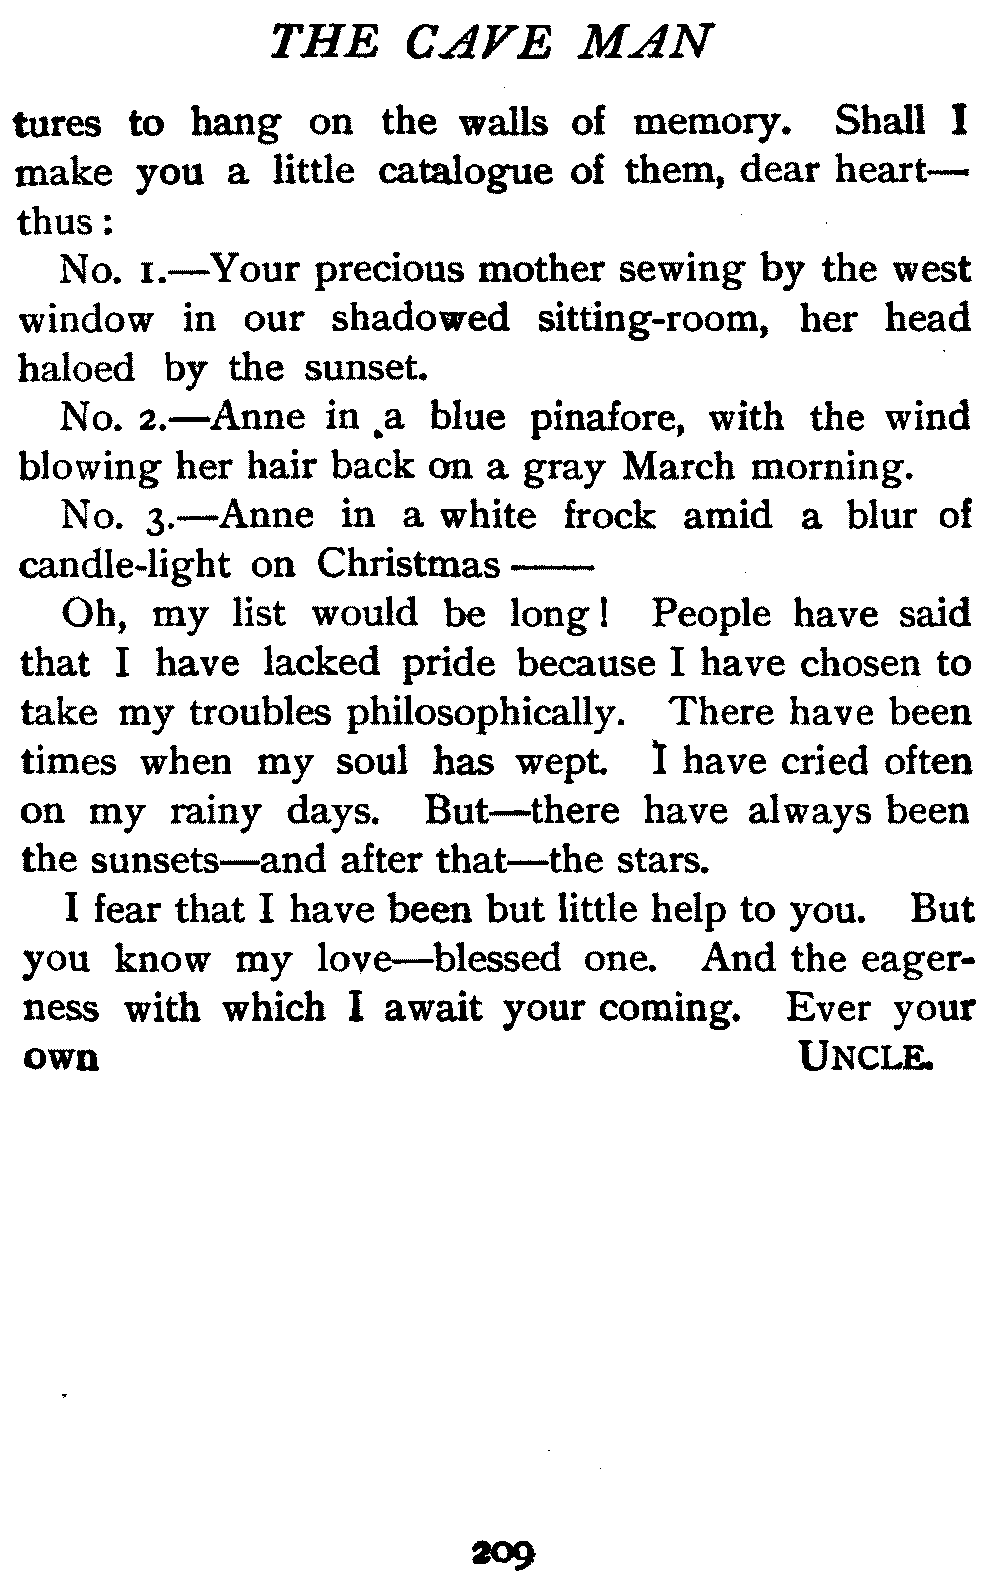 THE CAVE MAN
tures to hang on the walls of memory. Shall I
make you a little catalogue of them, dear heart—
thus:
No. 1.—Your precious mother sewing by the west
window in our shadowed sitting-room, her head
haloed by the sunset.
No. 2.—Anne in a blue pinafore, with the wind
blowing her hair back on a gray March morning.
No. 3.—Anne in a white frock amid a blur of
candle-light on Christmas ——
Oh, my list would be long! People have said
that I have lacked pride because I have chosen to
take my troubles philosophically. There have been
times when my soul has wept. I have cried often
on my rainy days. But—there have always been
the sunsets—and after that—the stars.
I fear that I have been but little help to you. But
you know my love—blessed one. And the eager-
ness with which I await your coming. Ever your
own UNCLE.
209